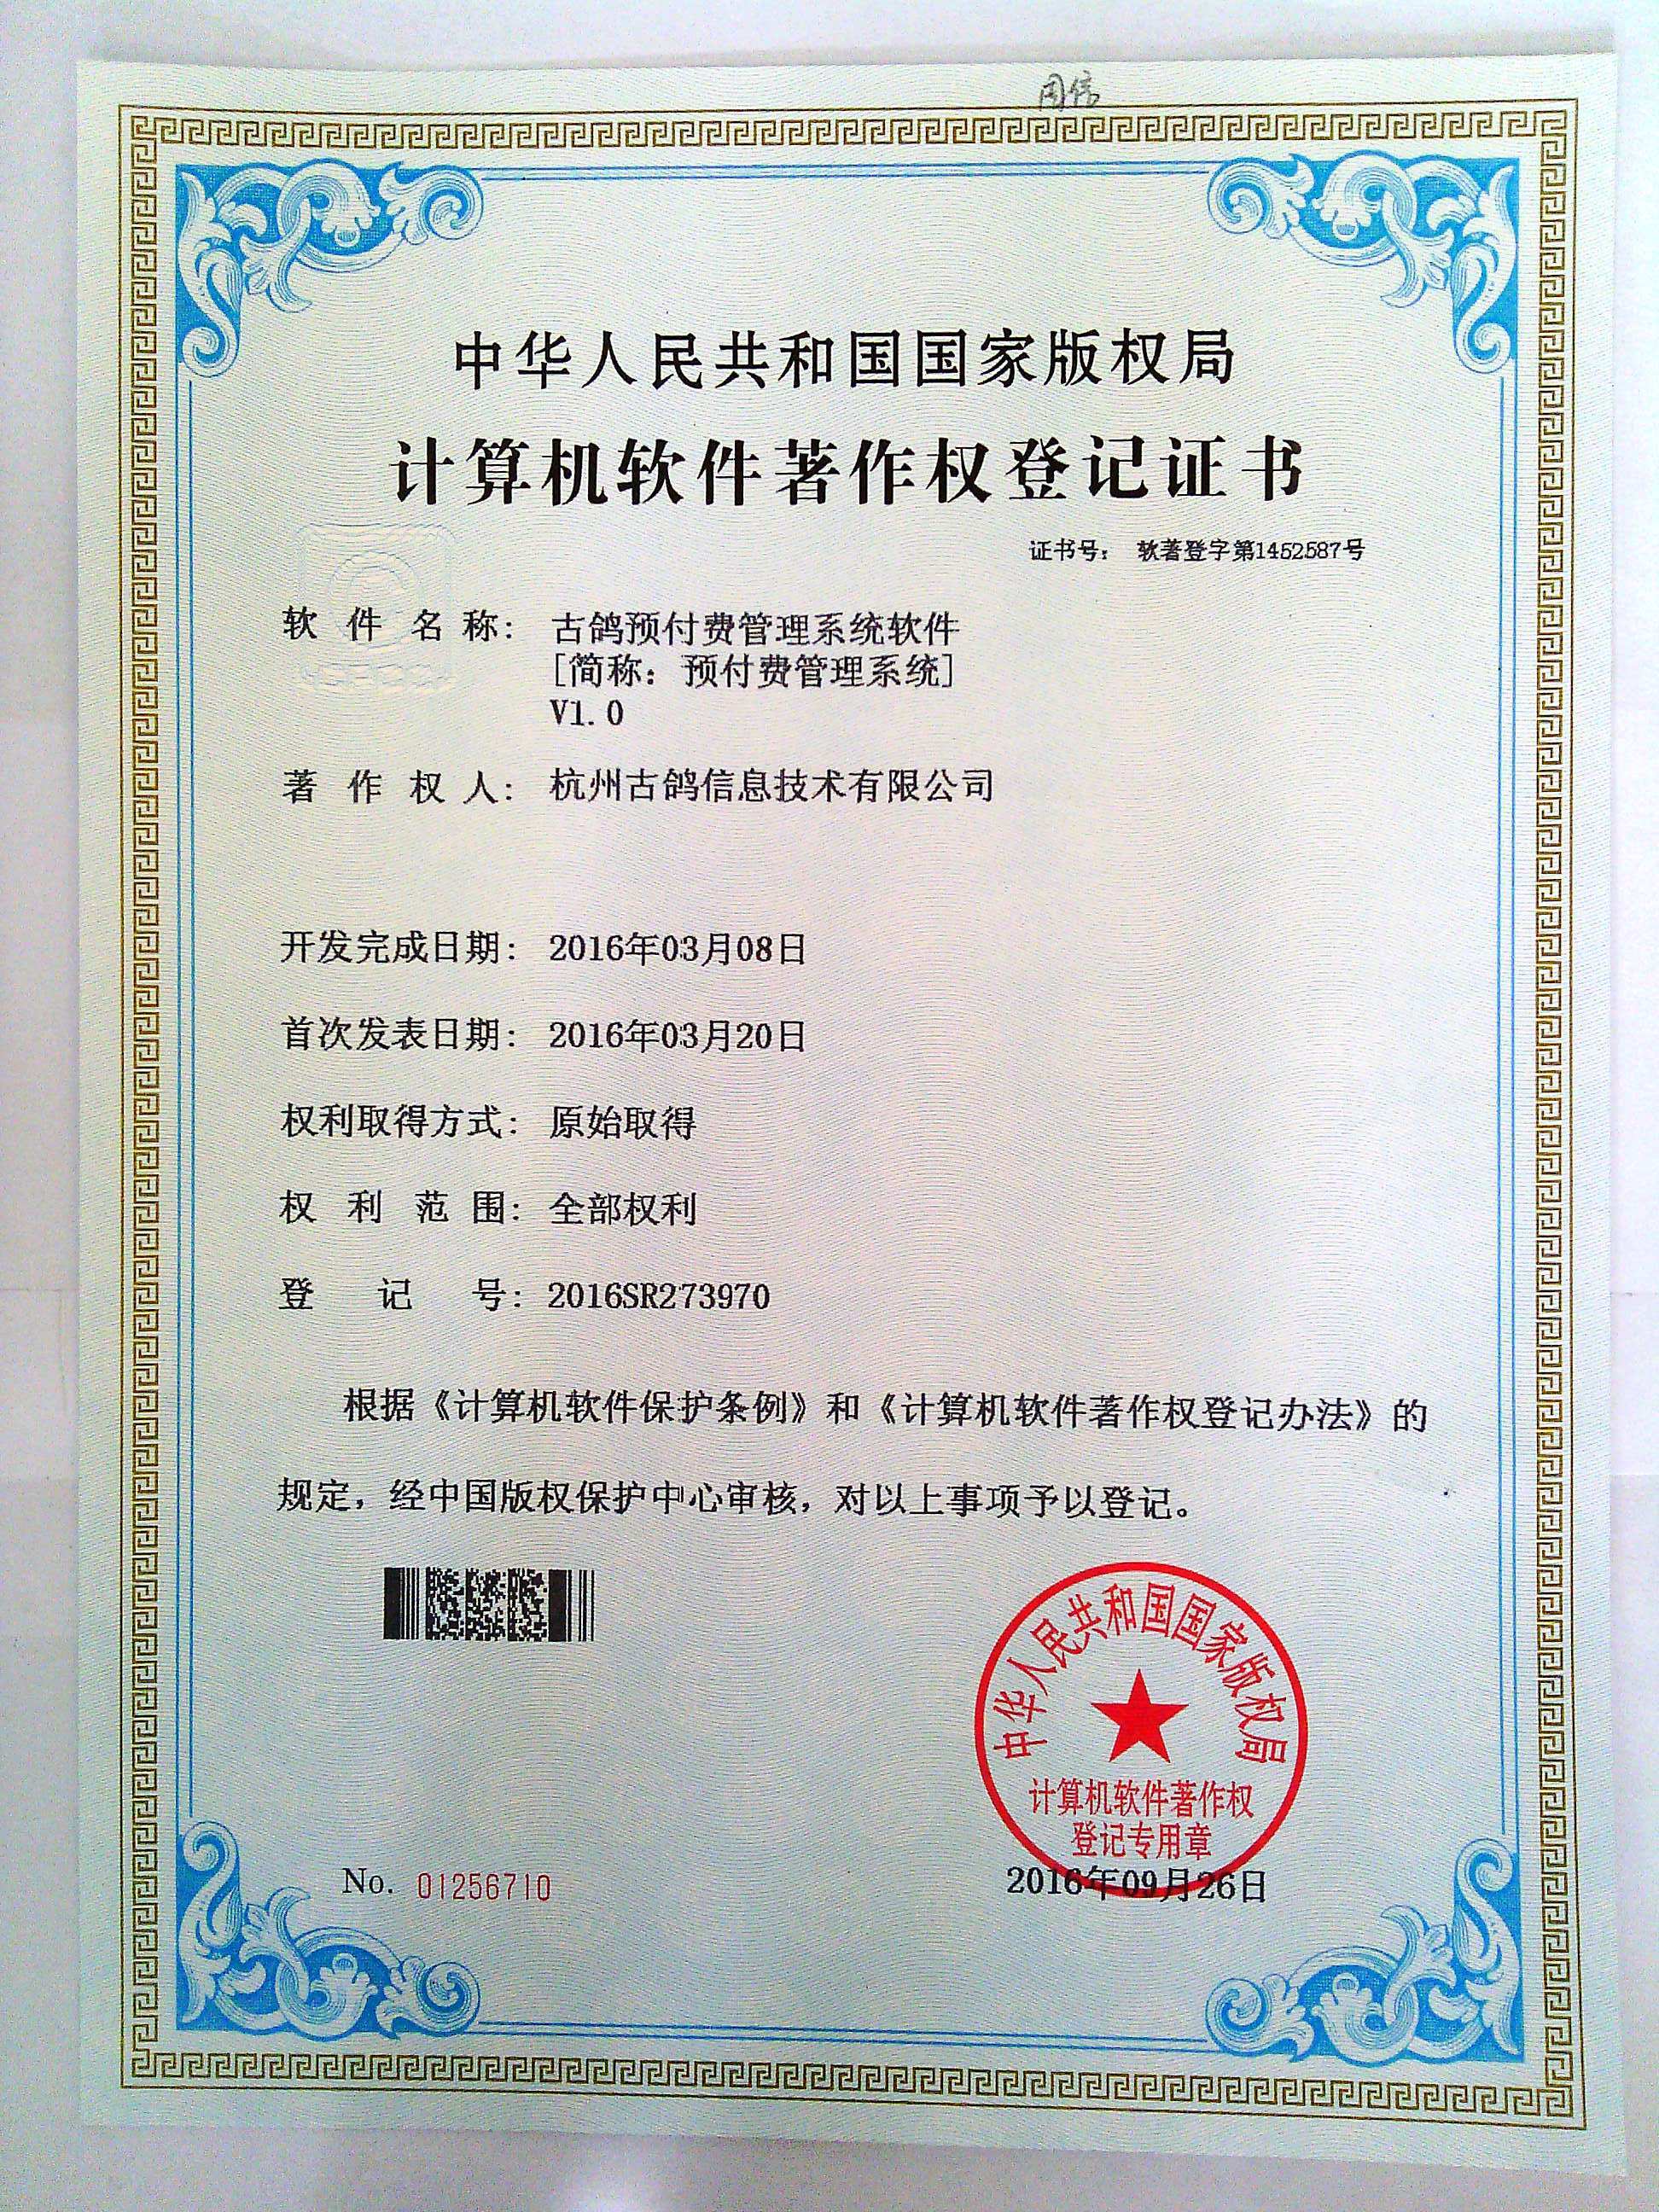 周伟
中华人民共和国国家版权局
计算机软件著作权登记证书
证书号： 软著登字第1452587号
软件名称： 古鸽预付费管理系统软件
[简称：预付费管理系统]
V1.0
著作权人： 杭州古鸽信息技术有限公司
开发完成日期： 2016年03月08日
首次发表日期： 2016年03月20日
权利取得方式： 原始取得
权利范围： 全部权利
登记号： 2016SR273970
根据《计算机软件保护条例》和《计算机软件著作权登记办法》的
规定，经中国版权保护中心审核，对以上事项予以登记。
中华人民共和国国家版权局
计算机软件著作权
登记专用章
No. 01256710
2016年09月26日